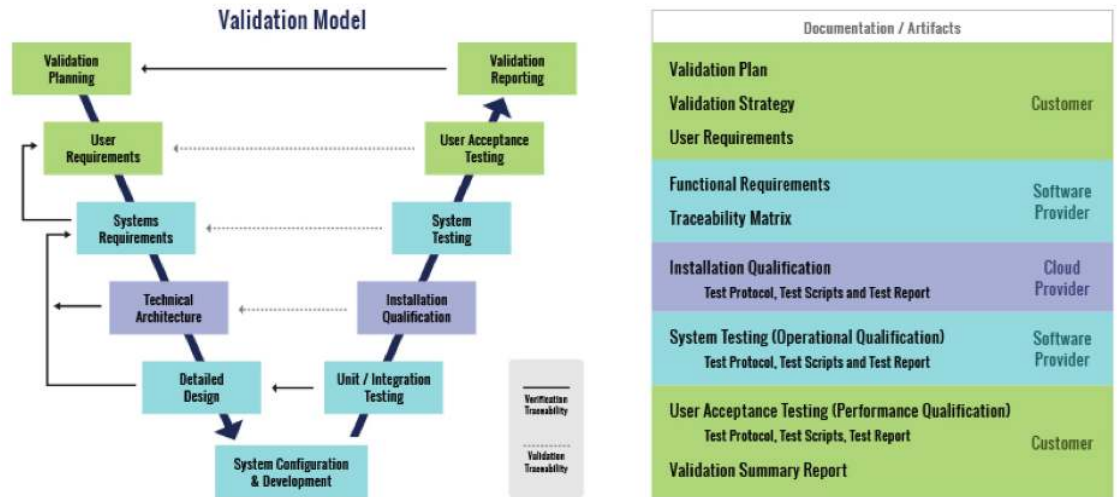 Validation Model
Validation
Planning
Validation
Reporting
User
Requirements
User Acceptance
Testing
Systems
Requirements
System
Testing
Technical
Architecture
Installation
Qualification
Detailed
Design
Unit / Integration
Testing
System Configuration
& Development
Verification
Traceability
Validation
Traceability
Documentation / Artifacts
Validation Plan
Validation Strategy
Customer
User Requirements
Functional Requirements
Software
Provider
Traceability Matrix
Installation Qualification
Cloud
Provider
Test Protocol, Test Scripts and Test Report
System Testing (Operational Qualification)
Software
Provider
Test Protocol, Test Scripts and Test Report
User Acceptance Testing (Performance Qualification)
Test Protocol, Test Scripts, Test Report
Customer
Validation Summary Report